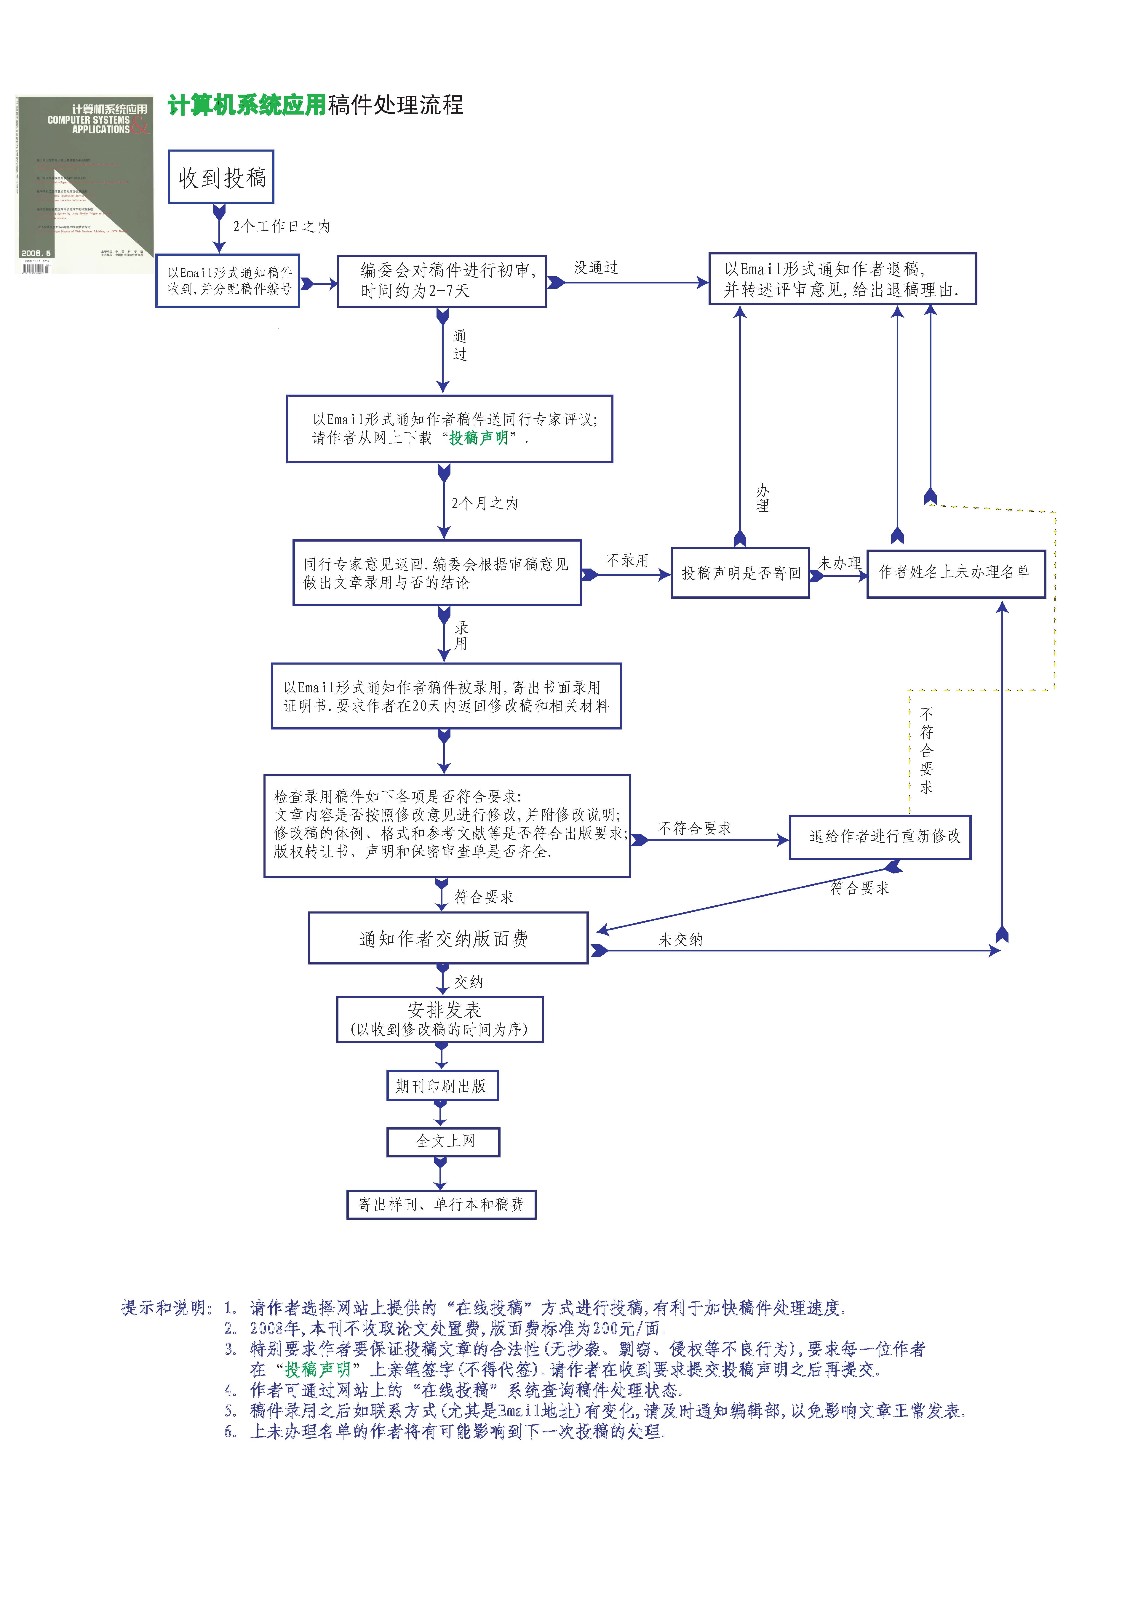 计算机系统应用稿件处理流程
计算机系统应用
COMPUTER SYSTEMS
APPLICATIONS
2008.5
收到投稿
2个工作日之内
以Email形式通知稿件
收到,并分配稿件编号
编委会对稿件进行初审,
时间约为2-7天
没通过
以Email形式通知作者退稿,
并转述评审意见,给出退稿理由.
通过
以Email形式通知作者稿件送同行专家评议;
请作者从网上下载“投稿声明”.
2个月之内
办理
同行专家意见返回.编委会根据审稿意见
做出文章录用与否的结论
不录用
投稿声明是否寄回
未办理
作者姓名上未办理名单
录用
以Email形式通知作者稿件被录用,寄出书面录用
证明书.要求作者在20天内返回修改稿和相关材料
不符合要求
检查录用稿件如下各项是否符合要求:
文章内容是否按照修改意见进行修改,并附修改说明;
修改稿的体例、格式和参考文献等是否符合出版要求;
版权转让书、声明和保密审查单是否齐全.
不符合要求
退给作者进行重新修改
符合要求
符合要求
通知作者交纳版面费
未交纳
交纳
安排发表
(以收到修改稿的时间为序)
期刊印刷出版
全文上网
寄出样刊、单行本和稿费
提示和说明: 1. 请作者选择网站上提供的“在线投稿”方式进行投稿,有利于加快稿件处理速度.
2. 2008年,本刊不收取论文处置费,版面费标准为200元/面
3. 特别要求作者要保证投稿文章的合法性(无抄袭、剽窃、侵权等不良行为),要求每一位作者
在“投稿声明”上亲笔签字(不得代签).请作者在收到要求提交投稿声明之后再提交.
4. 作者可通过网站上的“在线投稿”系统查询稿件处理状态.
5. 稿件录用之后如联系方式(尤其是Email地址)有变化,请及时通知编辑部,以免影响文章正常发表.
6. 上未办理名单的作者将有可能影响到下一次投稿的处理.